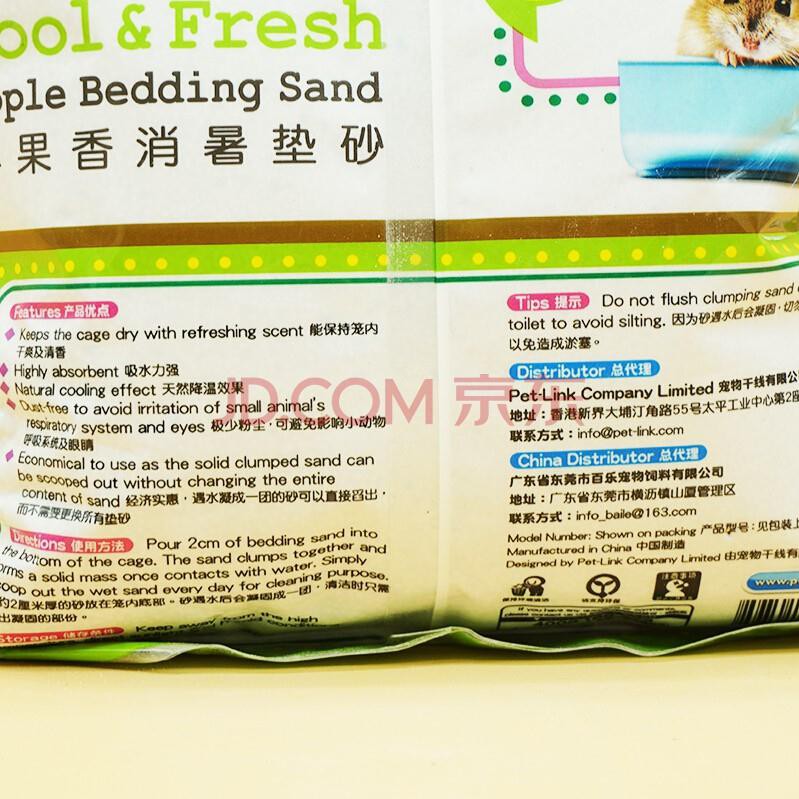 ool & Fresh
ple Bedding Sand
果香消暑垫砂
Features 产品优点
Keeps the cage dry with refreshing scent 能保持笼内
干爽及清香
Highly absorbent 吸水力强
Natural cooling effect 天然降温效果
Dust-free to avoid irritation of small animal's
respiratory system and eyes 极少粉尘，可避免影响小动物
呼吸系统及眼睛
Economical to use as the solid clumped sand can
be scooped out without changing the entire
content of sand 经济实惠，遇水凝成一团的砂可以直接召出，
而不需要更换所有垫砂
Directions 使用方法 Pour 2cm of bedding sand into
the bottom of the cage. The sand clumps together and
rms a solid mass once contacts with water. Simply
oop out the wet sand every day for cleaning purpose.
约2厘米厚的砂放在笼内底部。砂遇水后会凝固成一团，清洁时只需
出凝固的部份。
Storage 储存条件 Keep away from the high
Tips 提示 Do not flush clumping sand
toilet to avoid silting. 因为砂遇水后会凝固，切勿
以免造成淤塞。
Distributor 总代理
Pet-Link Company Limited 宠物干线有限公
地址：香港新界大埔汀角路55号太平工业中心第2座
联系方式：info@pet-link.com
China Distributor 总代理
广东省东莞市百乐宠物饲料有限公司
地址：广东省东莞市横沥镇山厦管理区
联系方式：info_baile@163.com
Model Number: Shown on packing 产品型号：见包装上
Manufactured in China 中国制造
Designed by Pet-Link Company Limited 由宠物干线有
www.p
If you have any comments,
JD.COM 京东